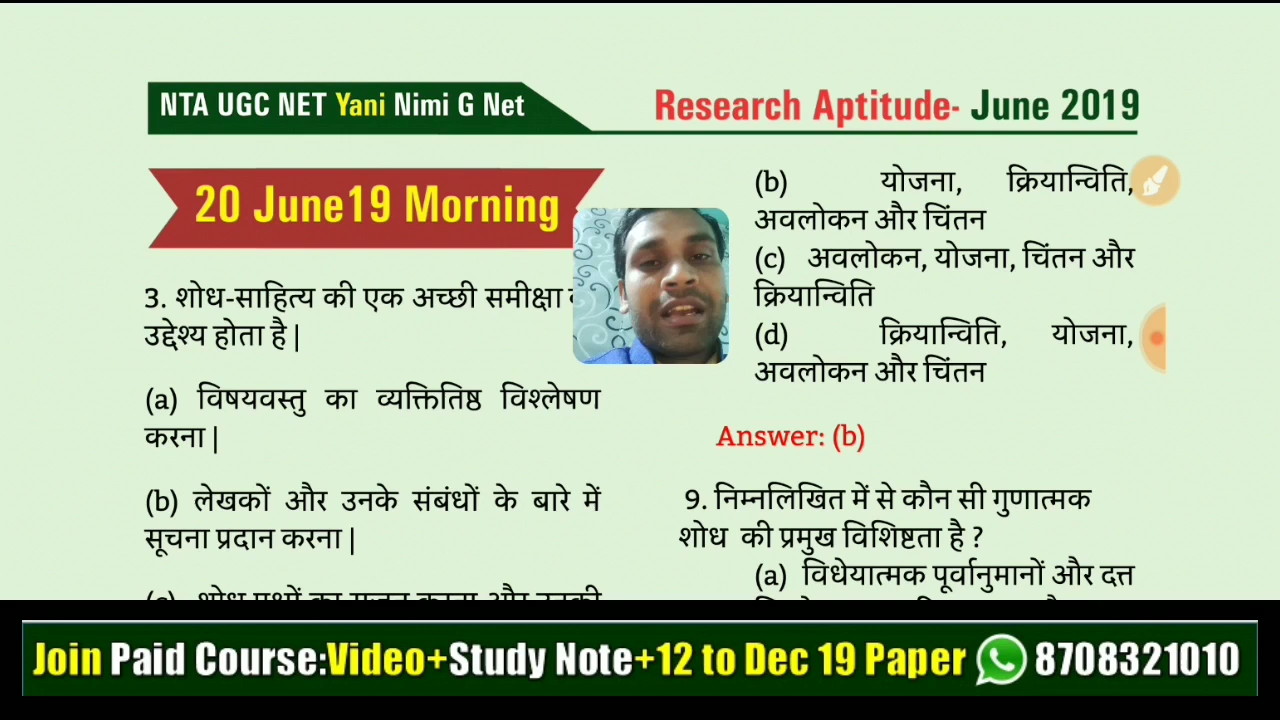 NTA UGC NET Yani Nimi G Net
Research Aptitude- June 2019
20 June19 Morning
3. शोध-साहित्य की एक अच्छी समीक्षा
उद्देश्य होता है |
(a) विषयवस्तु का व्यक्तितिष्ठ विश्लेषण
करना |
(b) लेखकों और उनके संबंधों के बारे में
सूचना प्रदान करना |
(b) योजना, क्रियान्विति,
अवलोकन और चिंतन
(c) अवलोकन, योजना, चिंतन और
क्रियान्विति
(d) क्रियान्विति, योजना,
अवलोकन और चिंतन
Answer: (b)
9. निम्नलिखित में से कौन सी गुणात्मक
शोध की प्रमुख विशिष्टता है ?
(a) विधेयात्मक पूर्वानुमानों और दत्त
Join Paid Course:Video+Study Note+12 to Dec 19 Paper 8708321010